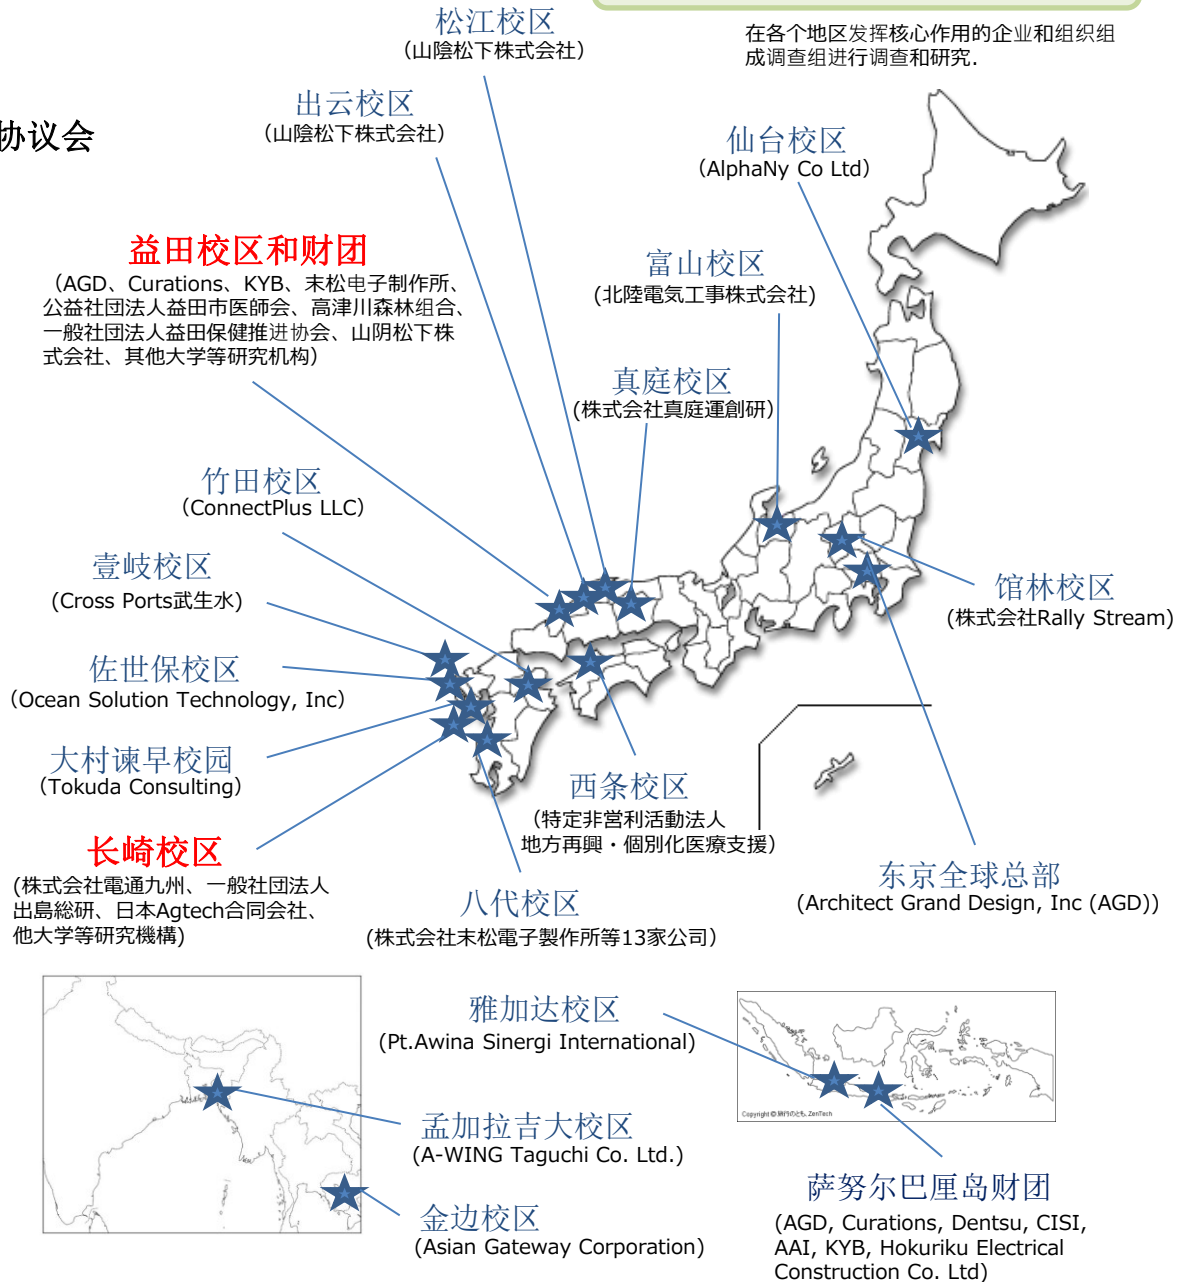 松江校区
（山陰松下株式会社）
在各个地区发挥核心作用的企业和组织组
成调查组进行调查和研究.
出云校区
（山陰松下株式会社）
协议会
仙台校区
（AlphaNy Co Ltd）
益田校区和财团
（AGD、Curations、KYB、末松电子制作所、
公益社团法人益田市医師会、高津川森林组合、
一般社団法人益田保健推进协会、山阴松下株
式会社、其他大学等研究机构）
富山校区
(北陸電気工事株式会社)
真庭校区
(株式会社真庭運創研)
竹田校区
（ConnectPlus LLC）
壹岐校区
(Cross Ports武生水)
馆林校区
(株式会社Rally Stream)
佐世保校区
（Ocean Solution Technology, Inc）
大村谏早校园
（Tokuda Consulting）
西条校区
（特定非営利活動法人
地方再興・個別化医療支援）
长崎校区
(株式会社電通九州、一般社団法人
出島総研、日本Agtech合同会社、
他大学等研究機構)
八代校区
(株式会社末松電子製作所等13家公司）
东京全球总部
(Architect Grand Design, Inc (AGD))
雅加达校区
(Pt.Awina Sinergi International)
Copyright © 旅行のとも、ZenTech
孟加拉吉大校区
(A-WING Taguchi Co. Ltd.)
萨努尔巴厘岛财团
(AGD, Curations, Dentsu, CISI,
AAI, KYB, Hokuriku Electrical
Construction Co. Ltd)
金边校区
(Asian Gateway Corporation)